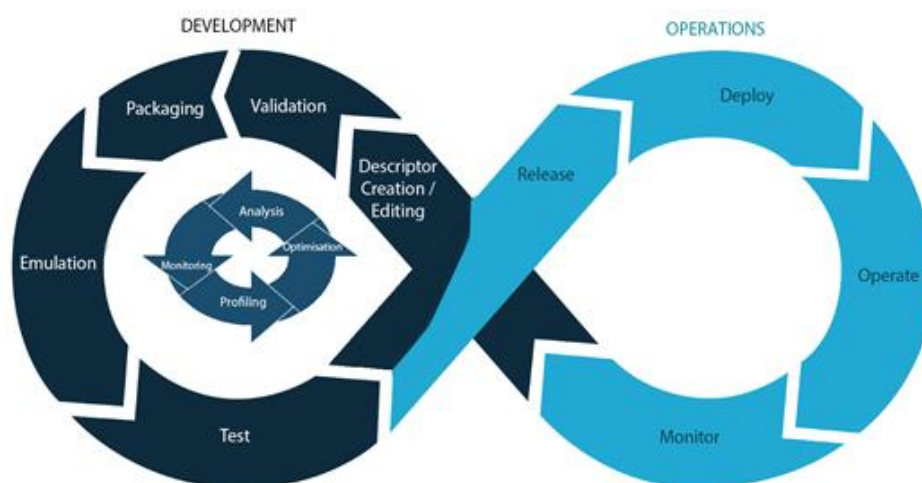 DEVELOPMENT
OPERATIONS
Packaging
Validation
Descriptor
Creation /
Editing
Emulation
Test
Analysis
Optimisation
Monitoring
Profiling
Release
Deploy
Operate
Monitor